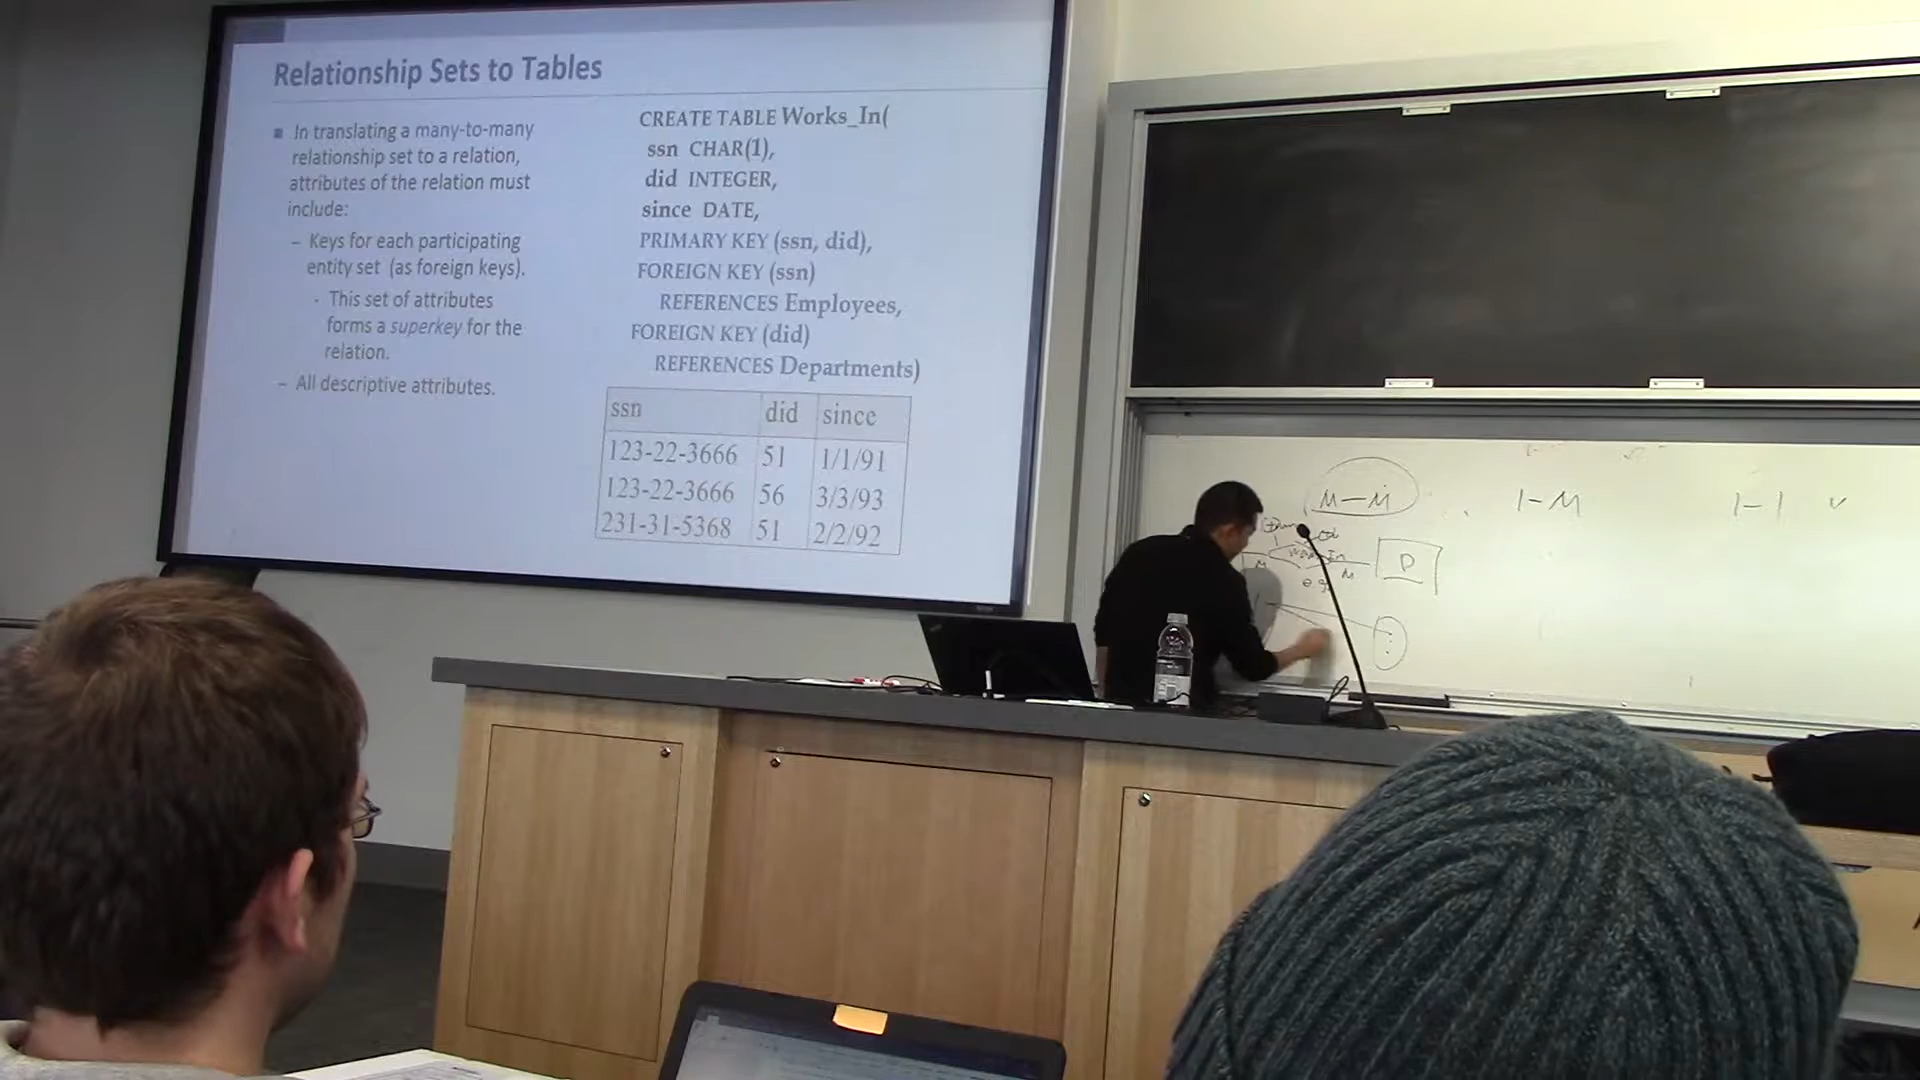 Relationship Sets to Tables
▪ In translating a many-to-many
relationship set to a relation,
attributes of the relation must
include:
– Keys for each participating
entity set (as foreign keys).
· This set of attributes
forms a superkey for the
relation.
– All descriptive attributes.
CREATE TABLE Works_In(
ssn CHAR(1),
did INTEGER,
since DATE,
PRIMARY KEY (ssn, did),
FOREIGN KEY (ssn)
REFERENCES Employees,
FOREIGN KEY (did)
REFERENCES Departments)
ssn did since
123-22-3666 51 1/1/91
123-22-3666 56 3/3/93
231-31-5368 51 2/2/92
M–M 1-M 1-1
In D
M M